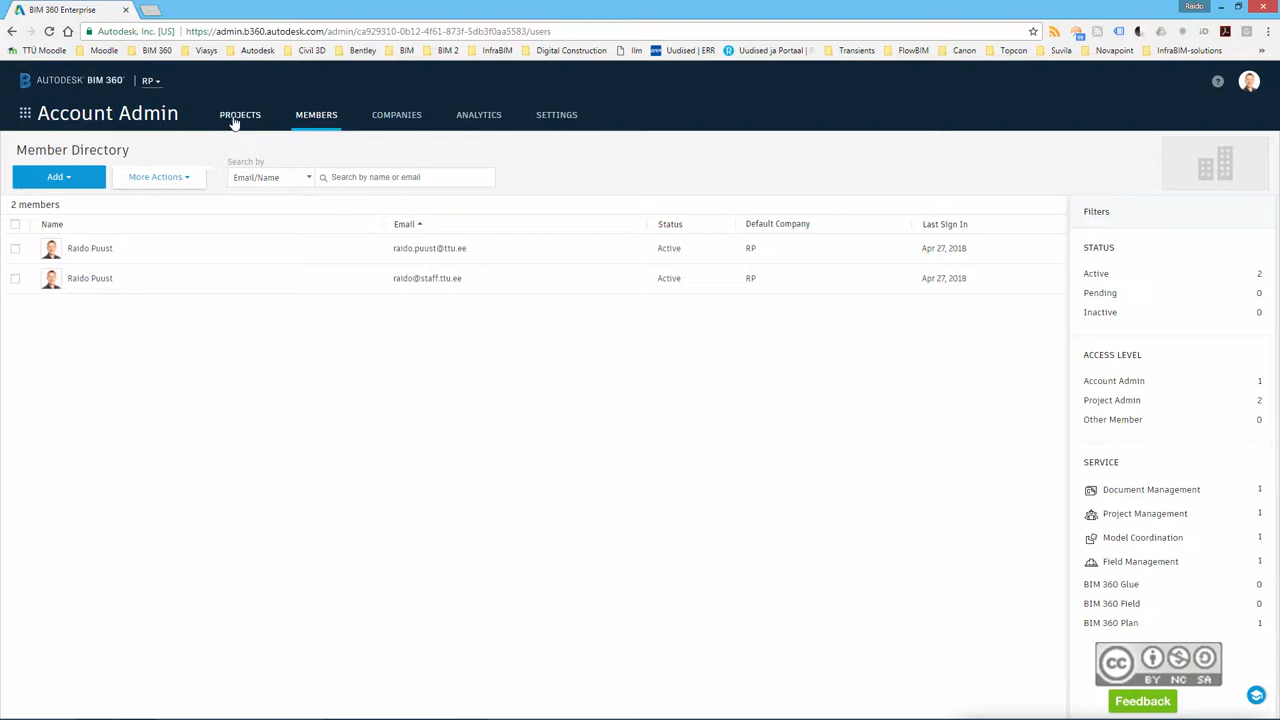 BIM 360 Enterprise
Raido
Autodesk, Inc. [US] https://admin.b360.autodesk.com/admin/ca929310-0b12-4f61-873f-5db3f0aa5583/users
TTÜ Moodle Moodle BIM 360 Viasys Autodesk Civil 3D Bentley BIM BIM 2 InfraBIM Digital Construction Ilm Uudised | ERR Uudised ja Portaal | R Transients FlowBIM Canon Topcon Suvila Novapoint InfraBIM-solutions
AUTODESK BIM 360 RP
Account Admin PROJECTS MEMBERS COMPANIES ANALYTICS SETTINGS
Member Directory
Search by
Add More Actions Email/Name Search by name or email
2 members
Name Email Status Default Company Last Sign In
Raido Puust raido.puust@ttu.ee Active RP Apr 27, 2018
Raido Puust raido@staff.ttu.ee Active RP Apr 27, 2018
Filters
STATUS
Active 2
Pending 0
Inactive 0
ACCESS LEVEL
Account Admin 1
Project Admin 2
Other Member 0
SERVICE
Document Management 1
Project Management 1
Model Coordination 1
Field Management 1
BIM 360 Glue 0
BIM 360 Field 0
BIM 360 Plan 1
CC BY NC SA
Feedback